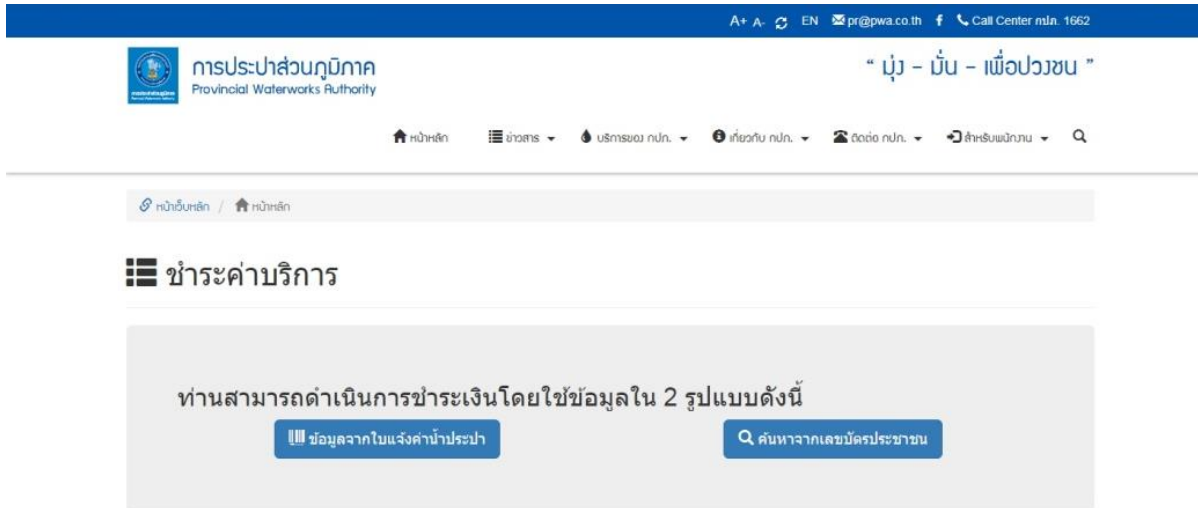 A+ A- EN pr@pwa.co.th Call Center กปภ. 1662
การประปาส่วนภูมิภาค
Provincial Waterworks Authority
“ มุ่ง – มั่น – เพื่อปวงชน ”
หน้าหลัก ข่าวสาร บริการของ กปภ. เกี่ยวกับ กปภ. ติดต่อ กปภ. สำหรับพนักงาน
หน้าเว็บหลัก / หน้าหลัก
ชำระค่าบริการ
ท่านสามารถดำเนินการชำระเงินโดยใช้ข้อมูลใน 2 รูปแบบดังนี้
ข้อมูลจากใบแจ้งค่าน้ำประปา ค้นหาจากเลขบัตรประชาชน